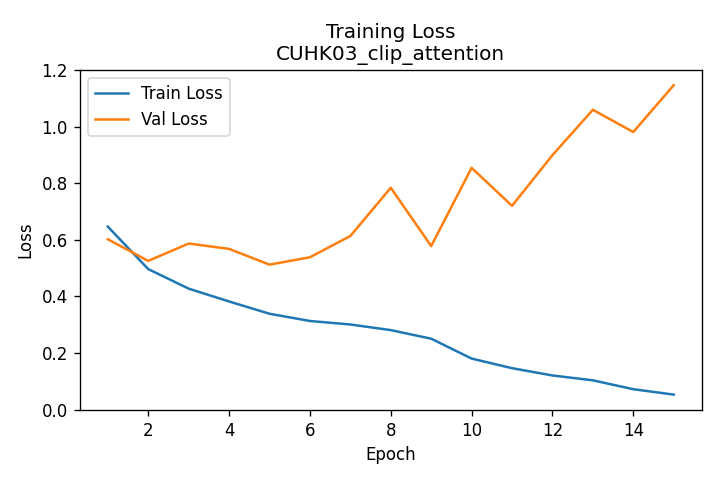 Training Loss
CUHK03_clip_attention
Train Loss
Val Loss
Loss
1.2
1.0
0.8
0.6
0.4
0.2
0.0
2 4 6 8 10 12 14
Epoch